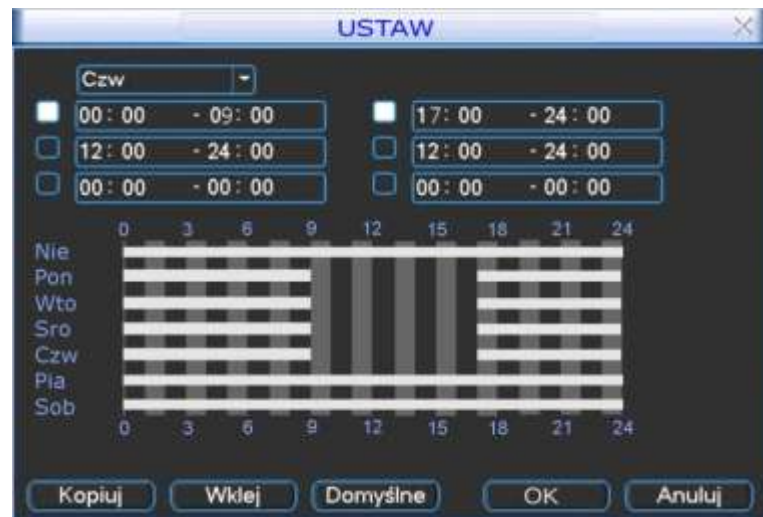 USTAW
Czw
00:00 - 09:00 17:00 - 24:00
12:00 - 24:00 12:00 - 24:00
00:00 - 00:00 00:00 - 00:00
0 3 6 9 12 15 18 21 24
Nie
Pon
Wto
Sro
Czw
Pia
Sob
0 3 6 9 12 15 18 21 24
Kopiuj Wklej Domyślne OK Anuluj